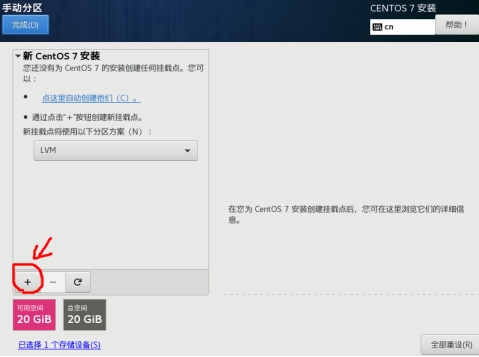 手动分区
CENTOS 7 安装
完成(D)
cn
帮助！
新 CentOS 7 安装
您还没有为 CentOS 7 的安装创建任何挂载点。您可
以：
• 点这里自动创建他们（C）。
• 通过点击"+"按钮创建新挂载点。
新挂载点将使用以下分区方案（N）：
LVM
在您为 CentOS 7 安装创建挂载点后，您可在这里浏览它们的详细信
息。
+ −
可用空间
20 GiB
总空间
20 GiB
已选择 1 个存储设备(S)
全部重设(R)